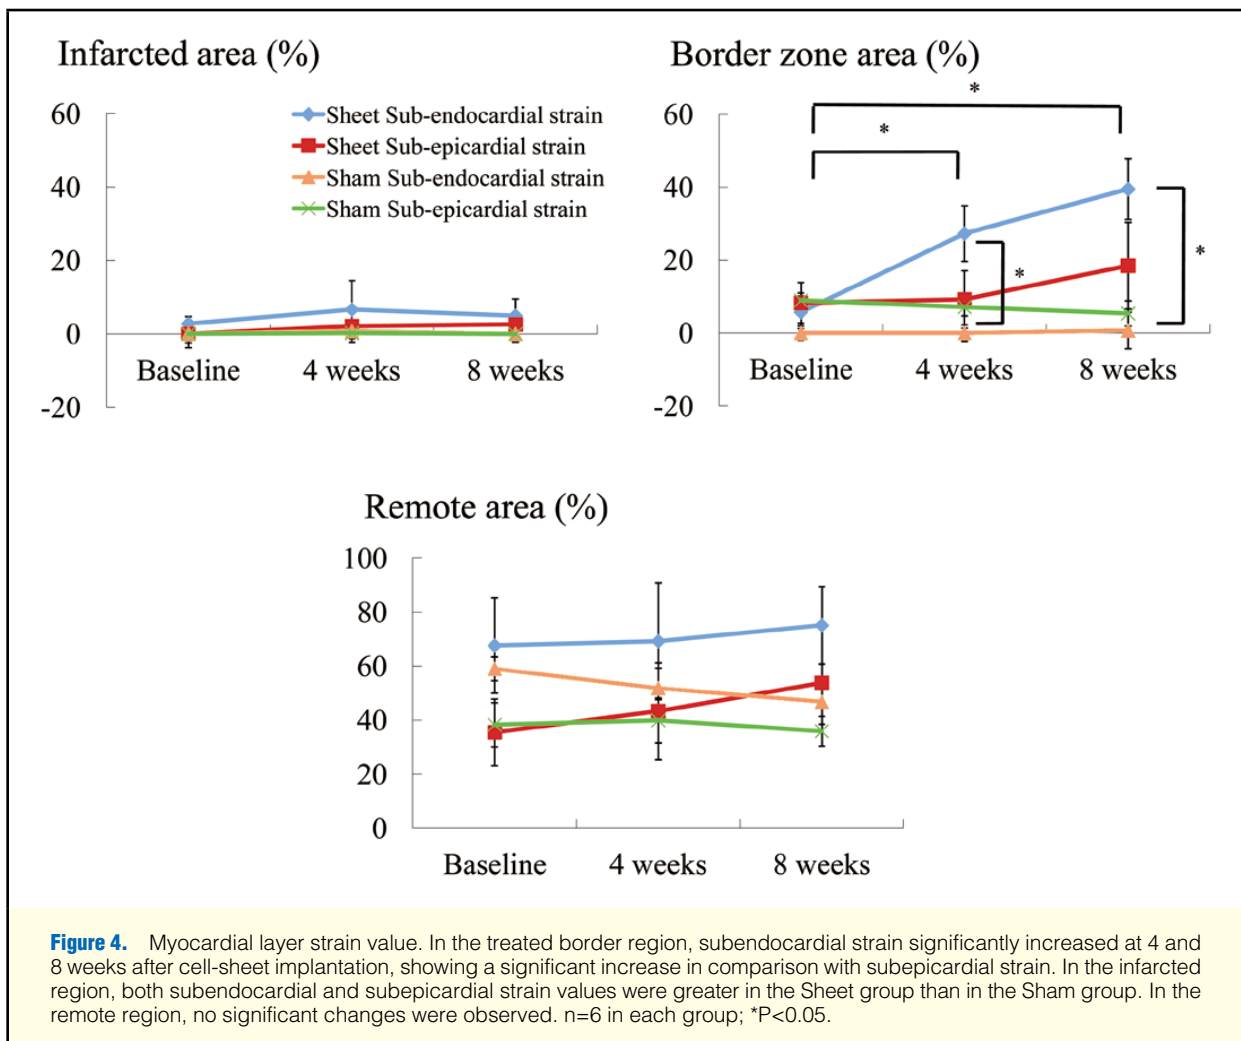 Infarcted area (%)
60
40
20
0
-20
Baseline 4 weeks 8 weeks
Sheet Sub-endocardial strain
Sheet Sub-epicardial strain
Sham Sub-endocardial strain
Sham Sub-epicardial strain
Border zone area (%)
60
40
20
0
-20
*
*
*
*
Baseline 4 weeks 8 weeks
Remote area (%)
100
80
60
40
20
0
Baseline 4 weeks 8 weeks
Figure 4. Myocardial layer strain value. In the treated border region, subendocardial strain significantly increased at 4 and
8 weeks after cell-sheet implantation, showing a significant increase in comparison with subepicardial strain. In the infarcted
region, both subendocardial and subepicardial strain values were greater in the Sheet group than in the Sham group. In the
remote region, no significant changes were observed. n=6 in each group; *P<0.05.